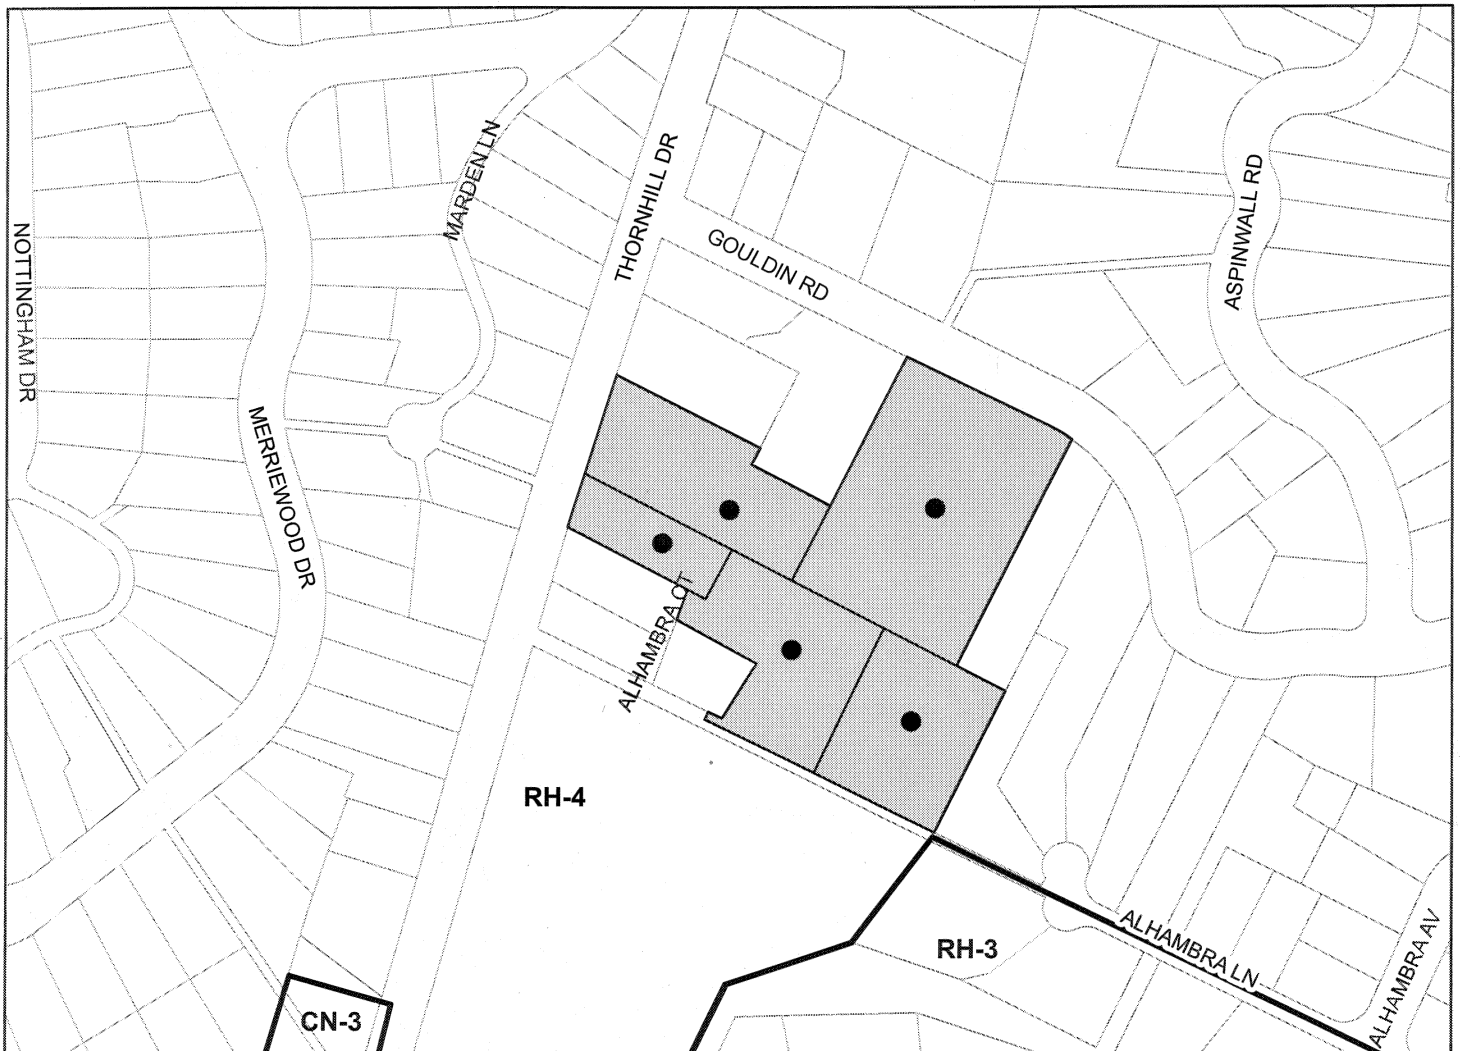 MARDEN LN
THORNHILL DR
ASPINWALL RD
NOTTINGHAM DR
GOULDIN RD
MERRIEWOOD DR
ALHAMBRA CT
RH-4
RH-3
ALHAMBRA LN
ALHAMBRA AV
CN-3